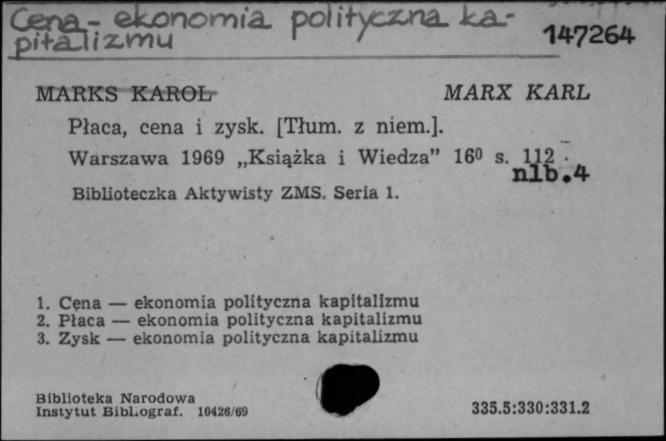 Cena - ekonomia polityczna ka-
pitalizmu
147264
MARKS KAROL MARX KARL
Płaca, cena i zysk. [Tłum. z niem.].
Warszawa 1969 „Książka i Wiedza” 16⁰ s. 112
nlb.4
Biblioteczka Aktywisty ZMS. Seria 1.
1. Cena — ekonomia polityczna kapitalizmu
2. Płaca — ekonomia polityczna kapitalizmu
3. Zysk — ekonomia polityczna kapitalizmu
Biblioteka Narodowa
Instytut Bibliograf. 10426/69
335.5:330:331.2